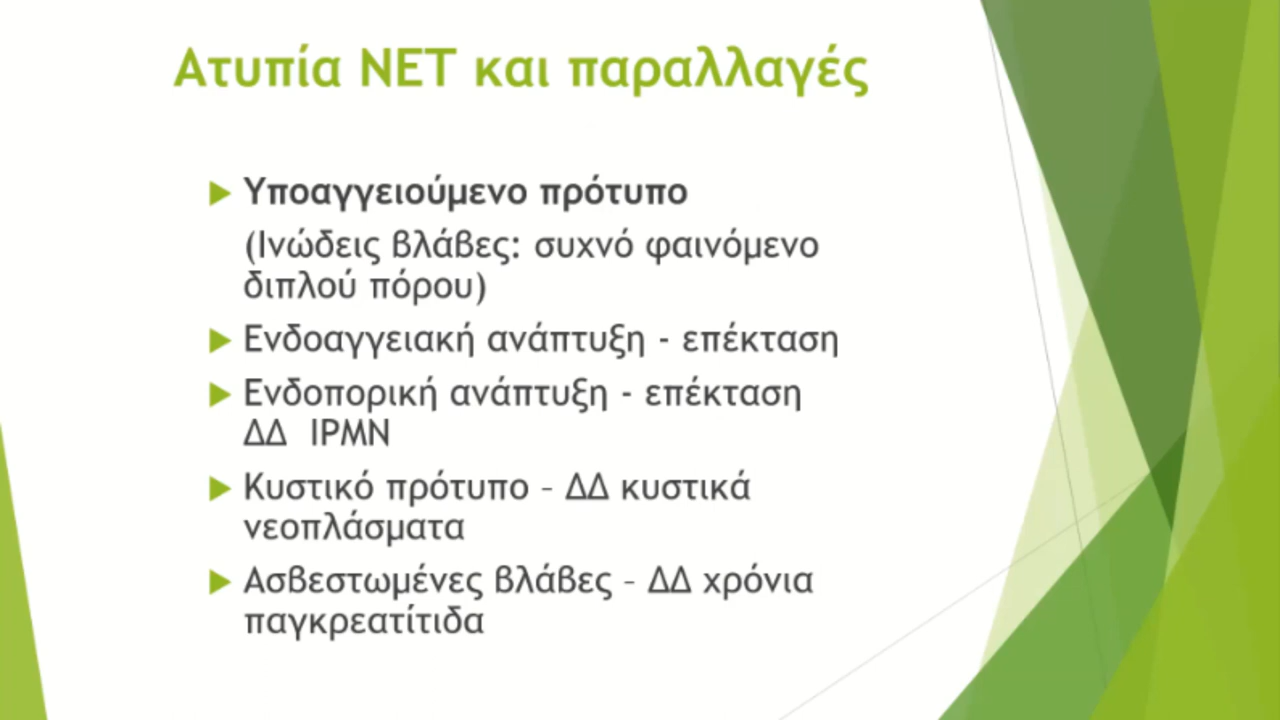 Ατυπία ΝΕΤ και παραλλαγές
Υποαγγειούμενο πρότυπο
(Ινώδεις βλάβες: συχνό φαινόμενο
διπλού πόρου)
Ενδοαγγειακή ανάπτυξη - επέκταση
Ενδοπορική ανάπτυξη - επέκταση
ΔΔ IPMN
Κυστικό πρότυπο – ΔΔ κυστικά
νεοπλάσματα
Ασβεστωμένες βλάβες – ΔΔ χρόνια
παγκρεατίτιδα